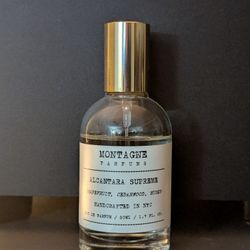 MONTAGNE
PARFUMS
ALCANTARA SUPREME
GRAPEFRUIT, CEDARWOOD, MUSK
HANDCRAFTED IN NYC
EAU DE PARFUM / 50ML / 1.7 FL. OZ.